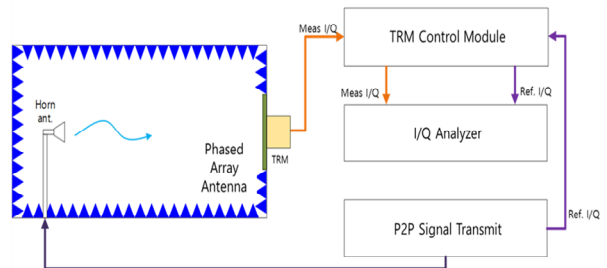 Meas I/Q
TRM Control Module
Meas I/Q
Ref. I/Q
Horn
ant.
I/Q Analyzer
Phased
Array
Antenna
TRM
Ref. I/Q
P2P Signal Transmit